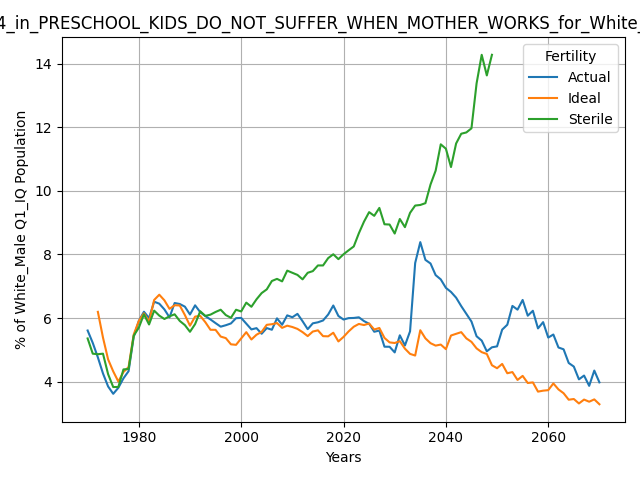 4_in_PRESCHOOL_KIDS_DO_NOT_SUFFER_WHEN_MOTHER_WORKS_for_White_
Fertility
Actual
Ideal
Sterile
% of White_Male Q1_IQ Population
14
12
10
8
6
4
1980
2000
2020
2040
2060
Years